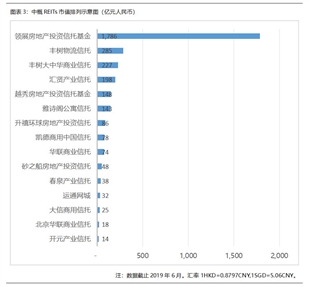 图表 3：中概 REITs 市值排列示意图（亿元人民币）
领展房地产投资信托基金 1,786
丰树物流信托 285
丰树大中华商业信托 227
汇贤产业信托 198
越秀房地产投资信托基金 148
雅诗阁公寓信托 145
升禧环球房地产投资信托 86
凯德商用中国信托 78
华联商业信托 74
砂之船房地产投资信托 48
春泉产业信托 38
运通网城 32
大信商用信托 25
北京华联商业信托 18
开元产业信托 14
- 500 1,000 1,500 2,000
注：数据截止 2019 年 6 月。汇率 1HKD=0.8797CNY,1SGD=5.06CNY。